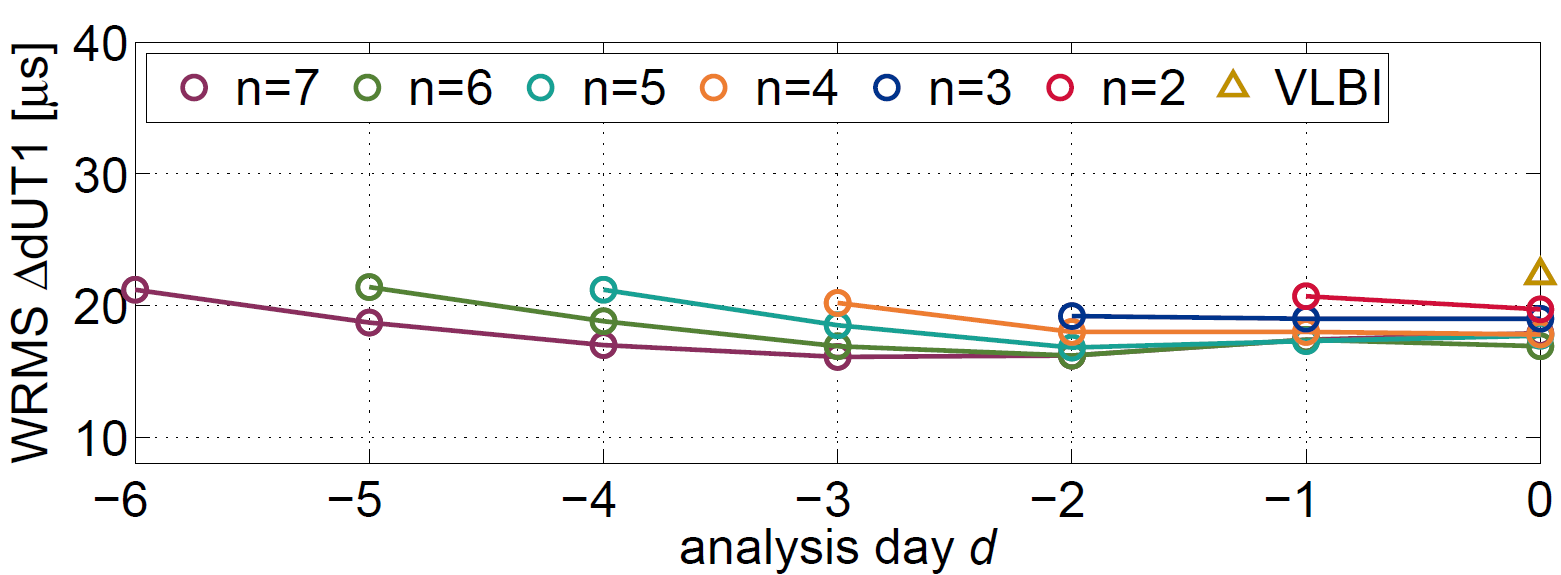 WRMS ΔdUT1 [μs]
40
30
20
10
n=7 n=6 n=5 n=4 n=3 n=2 VLBI
−6 −5 −4 −3 −2 −1 0
analysis day d